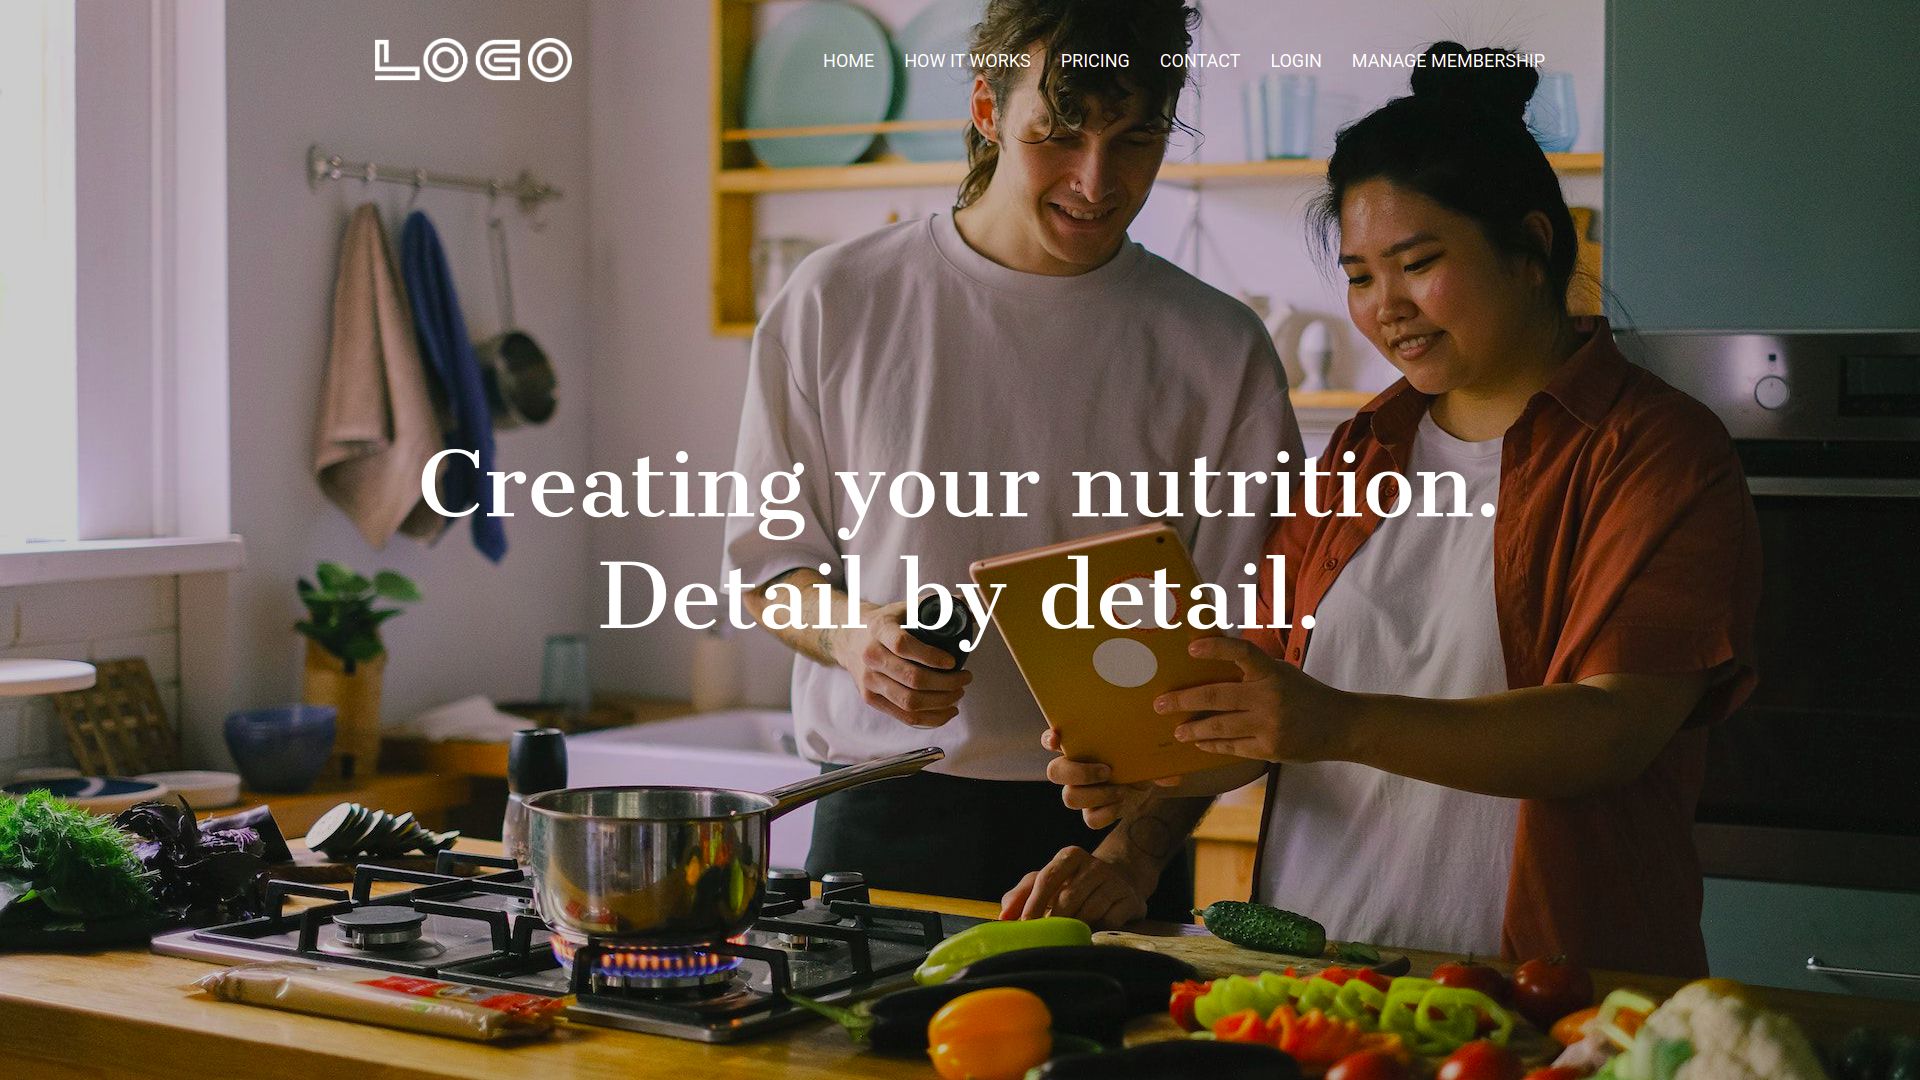 LOGO
HOME HOW IT WORKS PRICING CONTACT LOGIN MANAGE MEMBERSHIP
Creating your nutrition.
Detail by detail.